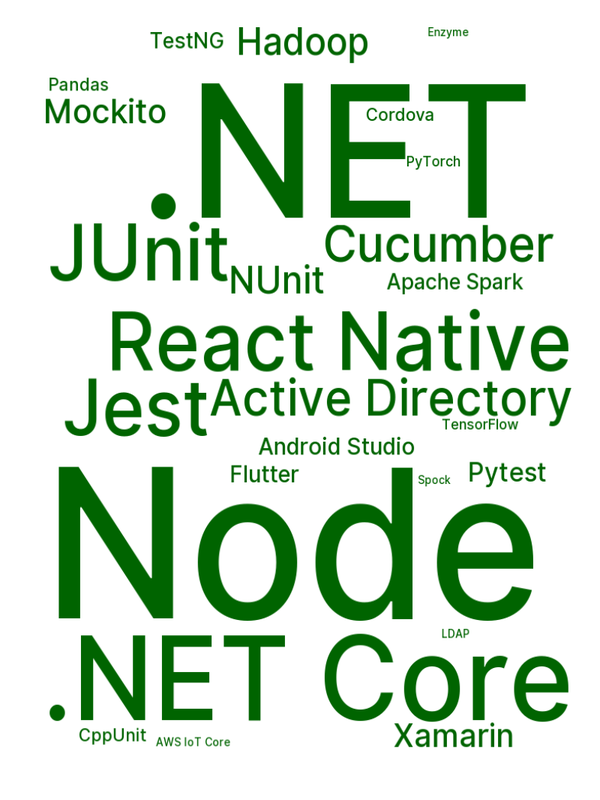 TestNG Hadoop Enzyme
Pandas
Mockito
.NET
Cordova
PyTorch
JUnit
Cucumber
NUnit
Apache Spark
React Native
Jest
Active Directory
TensorFlow
Android Studio
Flutter
Spock
Pytest
Node
LDAP
.NET Core
CppUnit
AWS IoT Core
Xamarin